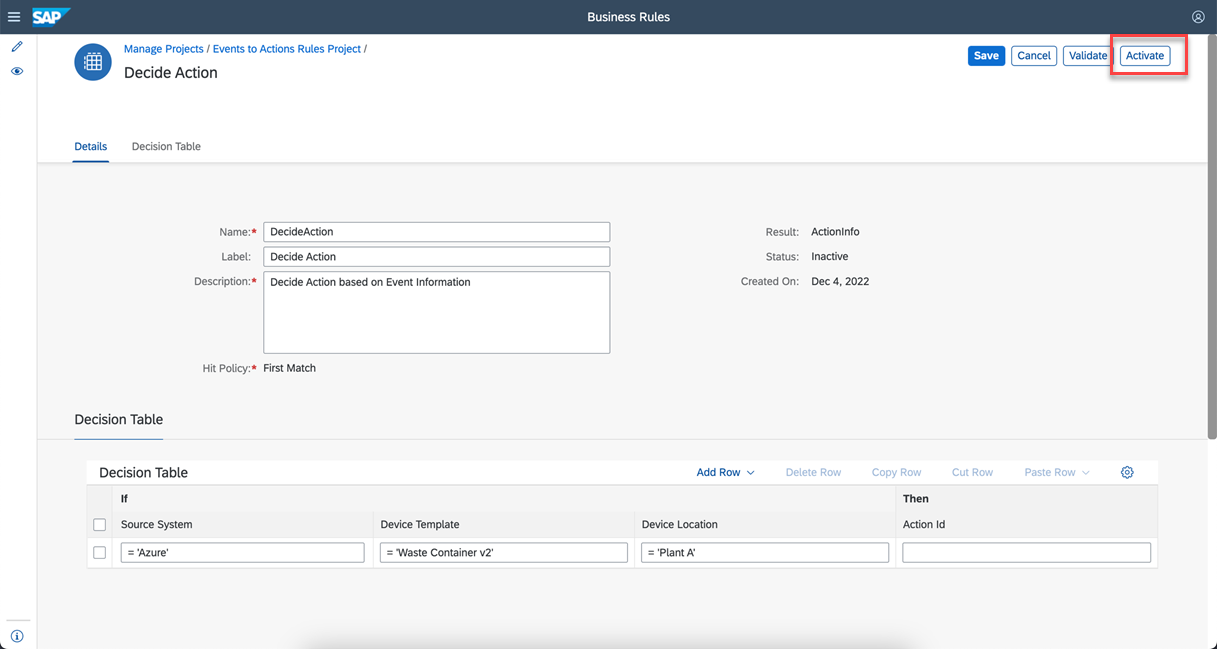 SAP Business Rules
Manage Projects / Events to Actions Rules Project /
Decide Action
Save Cancel Validate Activate
Details Decision Table
Name:* DecideAction
Result: ActionInfo
Label: Decide Action
Status: Inactive
Description:* Decide Action based on Event Information
Created On: Dec 4, 2022
Hit Policy:* First Match
Decision Table
Decision Table Add Row Delete Row Copy Row Cut Row Paste Row
If Then
Source System Device Template Device Location Action Id
= 'Azure' = 'Waste Container v2' = 'Plant A'